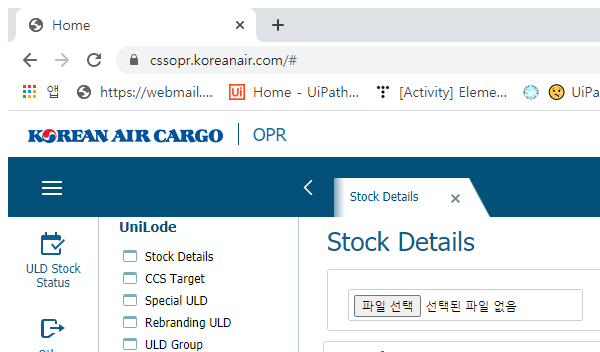 Home
cssopr.koreanair.com/#
앱 https://webmail.... Home - UiPath... [Activity] Eleme... UiPa
KOREAN AIR CARGO OPR
Stock Details
UniLode
Stock Details
ULD Stock Status
Stock Details
CCS Target
Special ULD
Rebranding ULD
ULD Group
파일 선택 선택된 파일 없음